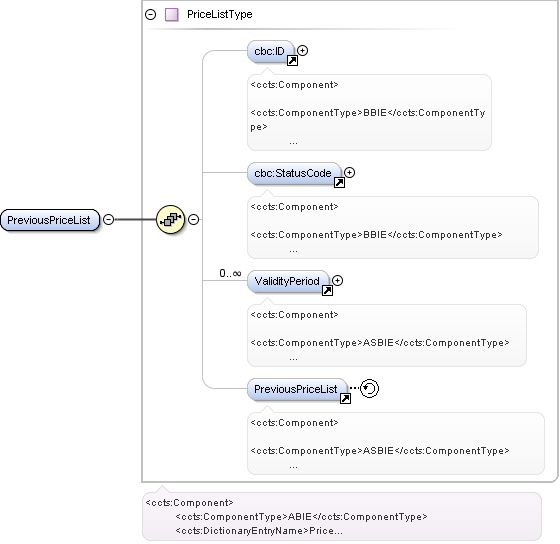 PriceListType
cbc:ID
<ccts:Component>
<ccts:ComponentType>BBIE</ccts:ComponentTy
pe>
...
cbc:StatusCode
<ccts:Component>
<ccts:ComponentType>BBIE</ccts:ComponentType>
...
PreviousPriceList
0..∞
ValidityPeriod
<ccts:Component>
<ccts:ComponentType>ASBIE</ccts:ComponentType>
...
PreviousPriceList
<ccts:Component>
<ccts:ComponentType>ASBIE</ccts:ComponentType>
...
<ccts:Component>
<ccts:ComponentType>ABIE</ccts:ComponentType>
<ccts:DictionaryEntryName>Price...